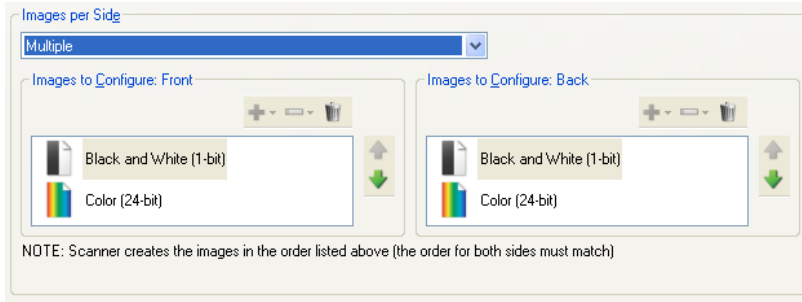 Images per Side
Multiple
Images to Configure: Front
Images to Configure: Back
Black and White (1-bit)
Color (24-bit)
Black and White (1-bit)
Color (24-bit)
NOTE: Scanner creates the images in the order listed above (the order for both sides must match)